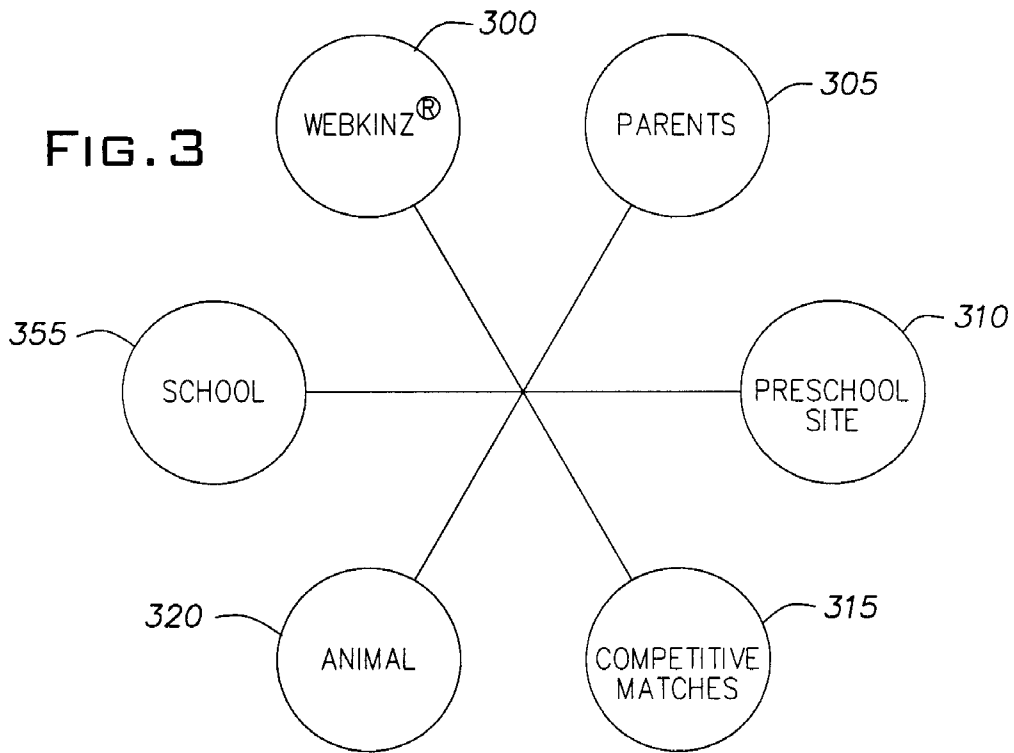 300
305
WEBKINZ®
PARENTS
FIG. 3
355
310
SCHOOL
PRESCHOOL
SITE
320
315
ANIMAL
COMPETITIVE
MATCHES